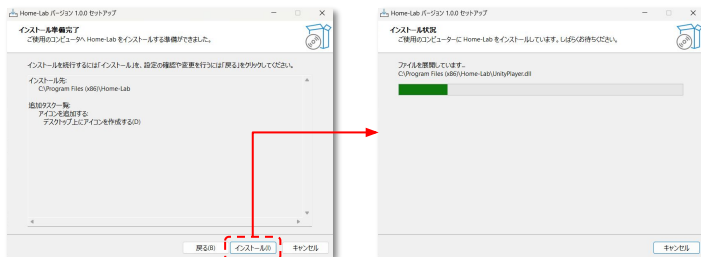 Home-Lab バージョン 1.0.0 セットアップ
インストール準備完了
ご使用のコンピュータへ Home-Lab をインストールする準備ができました。
インストールを続行するには「インストール」を、設定の確認や変更を行うには「戻る」をクリックしてください。
インストール先:
C:\Program Files (x86)\Home-Lab
追加タスク一覧:
アイコンを追加する:
デスクトップ上にアイコンを作成する(D)
戻る(B)
インストール(I)
キャンセル
Home-Lab バージョン 1.0.0 セットアップ
インストール状況
ご使用のコンピューターに Home-Lab をインストールしています。しばらくお待ちください。
ファイルを展開しています...
C:\Program Files (x86)\Home-Lab\UnityPlayer.dll
キャンセル